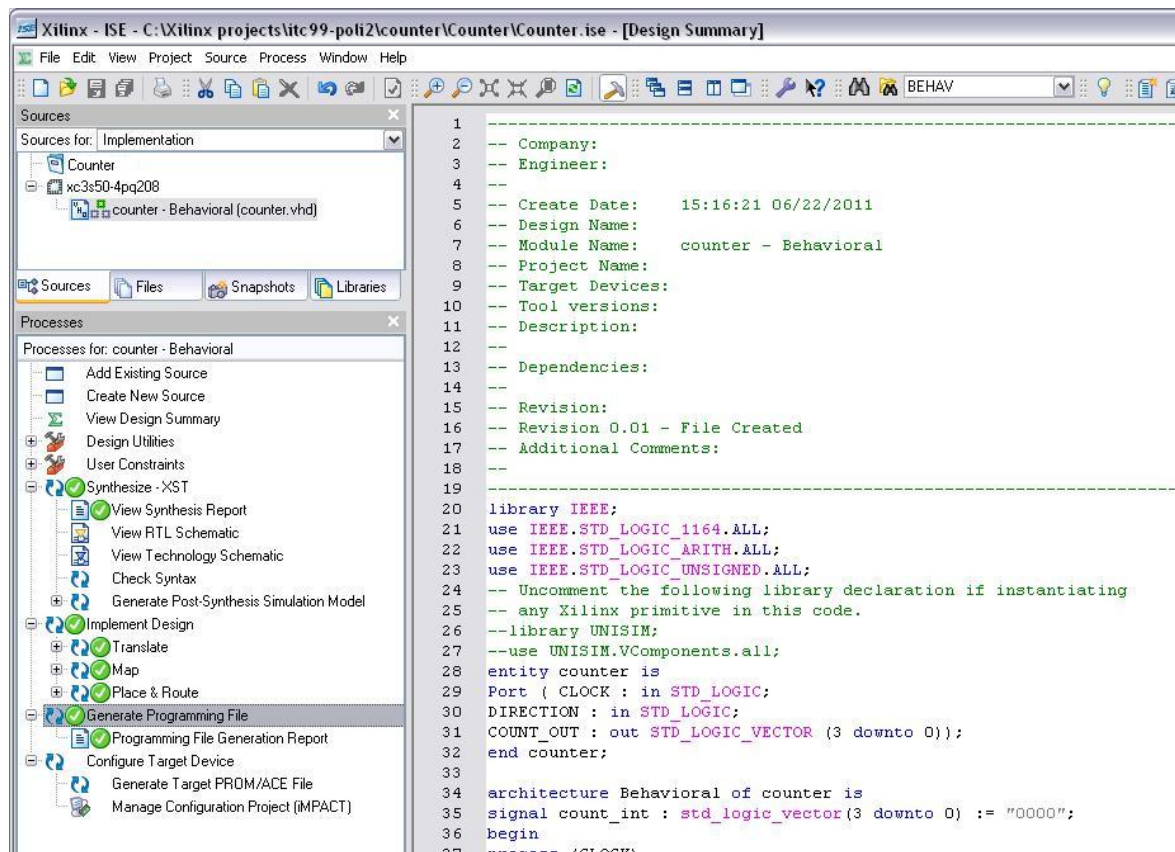 Xilinx - ISE - C:\Xilinx projects\itc99-poli2\counter\Counter\Counter.ise - [Design Summary]
File Edit View Project Source Process Window Help
BEHAV
Sources
Sources for: Implementation
Counter
xc3s50-4pq208
counter - Behavioral (counter.vhd)
Sources Files Snapshots Libraries
Processes
Processes for: counter - Behavioral
Add Existing Source
Create New Source
View Design Summary
Design Utilities
User Constraints
Synthesize - XST
View Synthesis Report
View RTL Schematic
View Technology Schematic
Check Syntax
Generate Post-Synthesis Simulation Model
Implement Design
Translate
Map
Place & Route
Generate Programming File
Programming File Generation Report
Configure Target Device
Generate Target PROM/ACE File
Manage Configuration Project (iMPACT)
1 ----------------------------------------------------------------------
2 -- Company:
3 -- Engineer:
4 --
5 -- Create Date:    15:16:21 06/22/2011
6 -- Design Name:
7 -- Module Name:    counter - Behavioral
8 -- Project Name:
9 -- Target Devices:
10 -- Tool versions:
11 -- Description:
12 --
13 -- Dependencies:
14 --
15 -- Revision:
16 -- Revision 0.01 - File Created
17 -- Additional Comments:
18 --
19 ----------------------------------------------------------------------
20 library IEEE;
21 use IEEE.STD_LOGIC_1164.ALL;
22 use IEEE.STD_LOGIC_ARITH.ALL;
23 use IEEE.STD_LOGIC_UNSIGNED.ALL;
24 -- Uncomment the following library declaration if instantiating
25 -- any Xilinx primitive in this code.
26 --library UNISIM;
27 --use UNISIM.VComponents.all;
28 entity counter is
29 Port ( CLOCK : in STD_LOGIC;
30 DIRECTION : in STD_LOGIC;
31 COUNT_OUT : out STD_LOGIC_VECTOR (3 downto 0));
32 end counter;
33
34 architecture Behavioral of counter is
35 signal count_int : std_logic_vector(3 downto 0) := "0000";
36 begin
37 process (CLOCK)